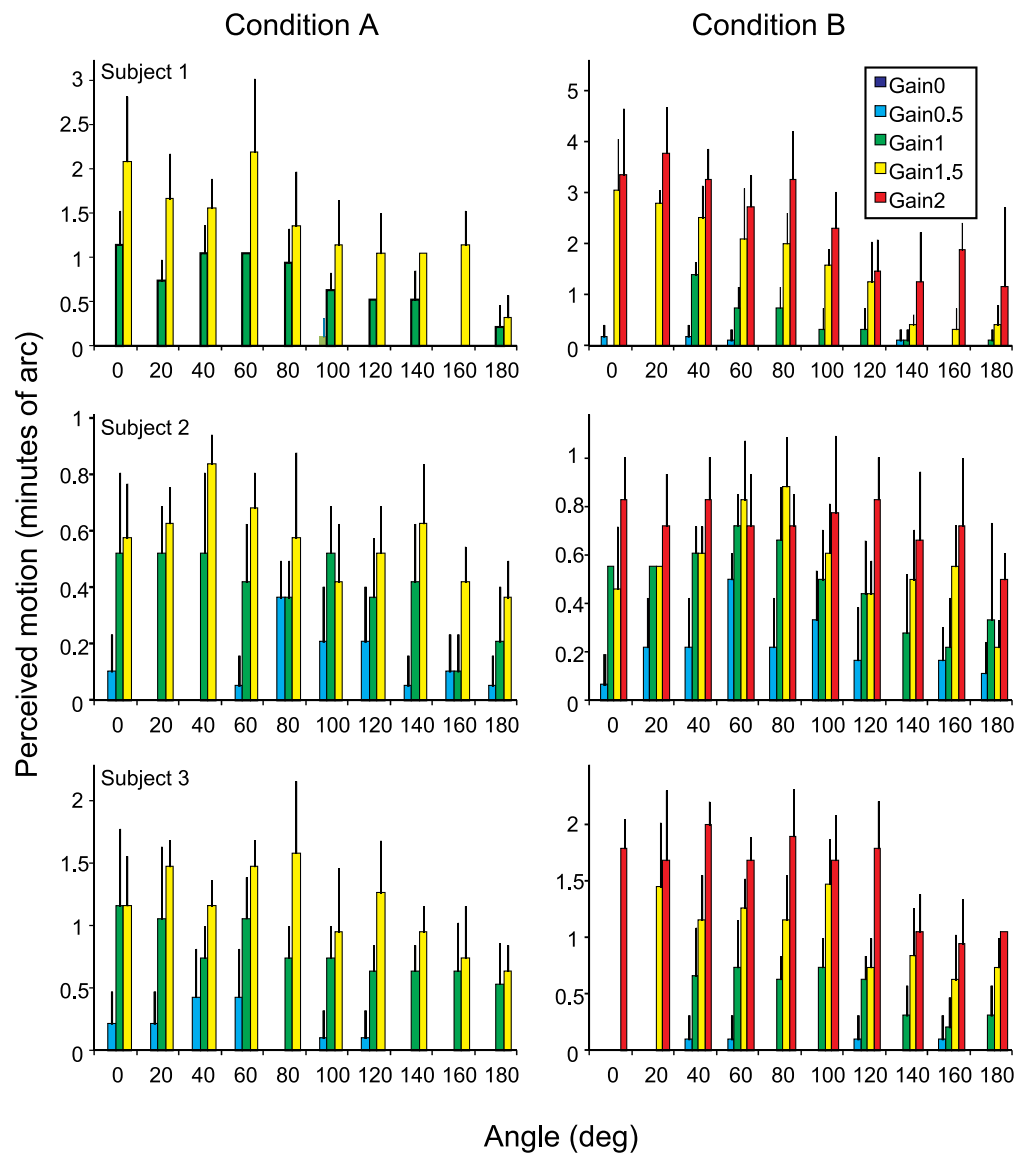 Condition A
Condition B
Subject 1
3
2.5
2
1.5
1
0.5
0
0 20 40 60 80 100 120 140 160 180
5
4
3
2
1
0
0 20 40 60 80 100 120 140 160 180
Gain0
Gain0.5
Gain1
Gain1.5
Gain2
Perceived motion (minutes of arc)
Subject 2
1
0.8
0.6
0.4
0.2
0
0 20 40 60 80 100 120 140 160 180
1
0.8
0.6
0.4
0.2
0
0 20 40 60 80 100 120 140 160 180
Subject 3
2
1.5
1
0.5
0
0 20 40 60 80 100 120 140 160 180
2
1.5
1
0.5
0
0 20 40 60 80 100 120 140 160 180
Angle (deg)